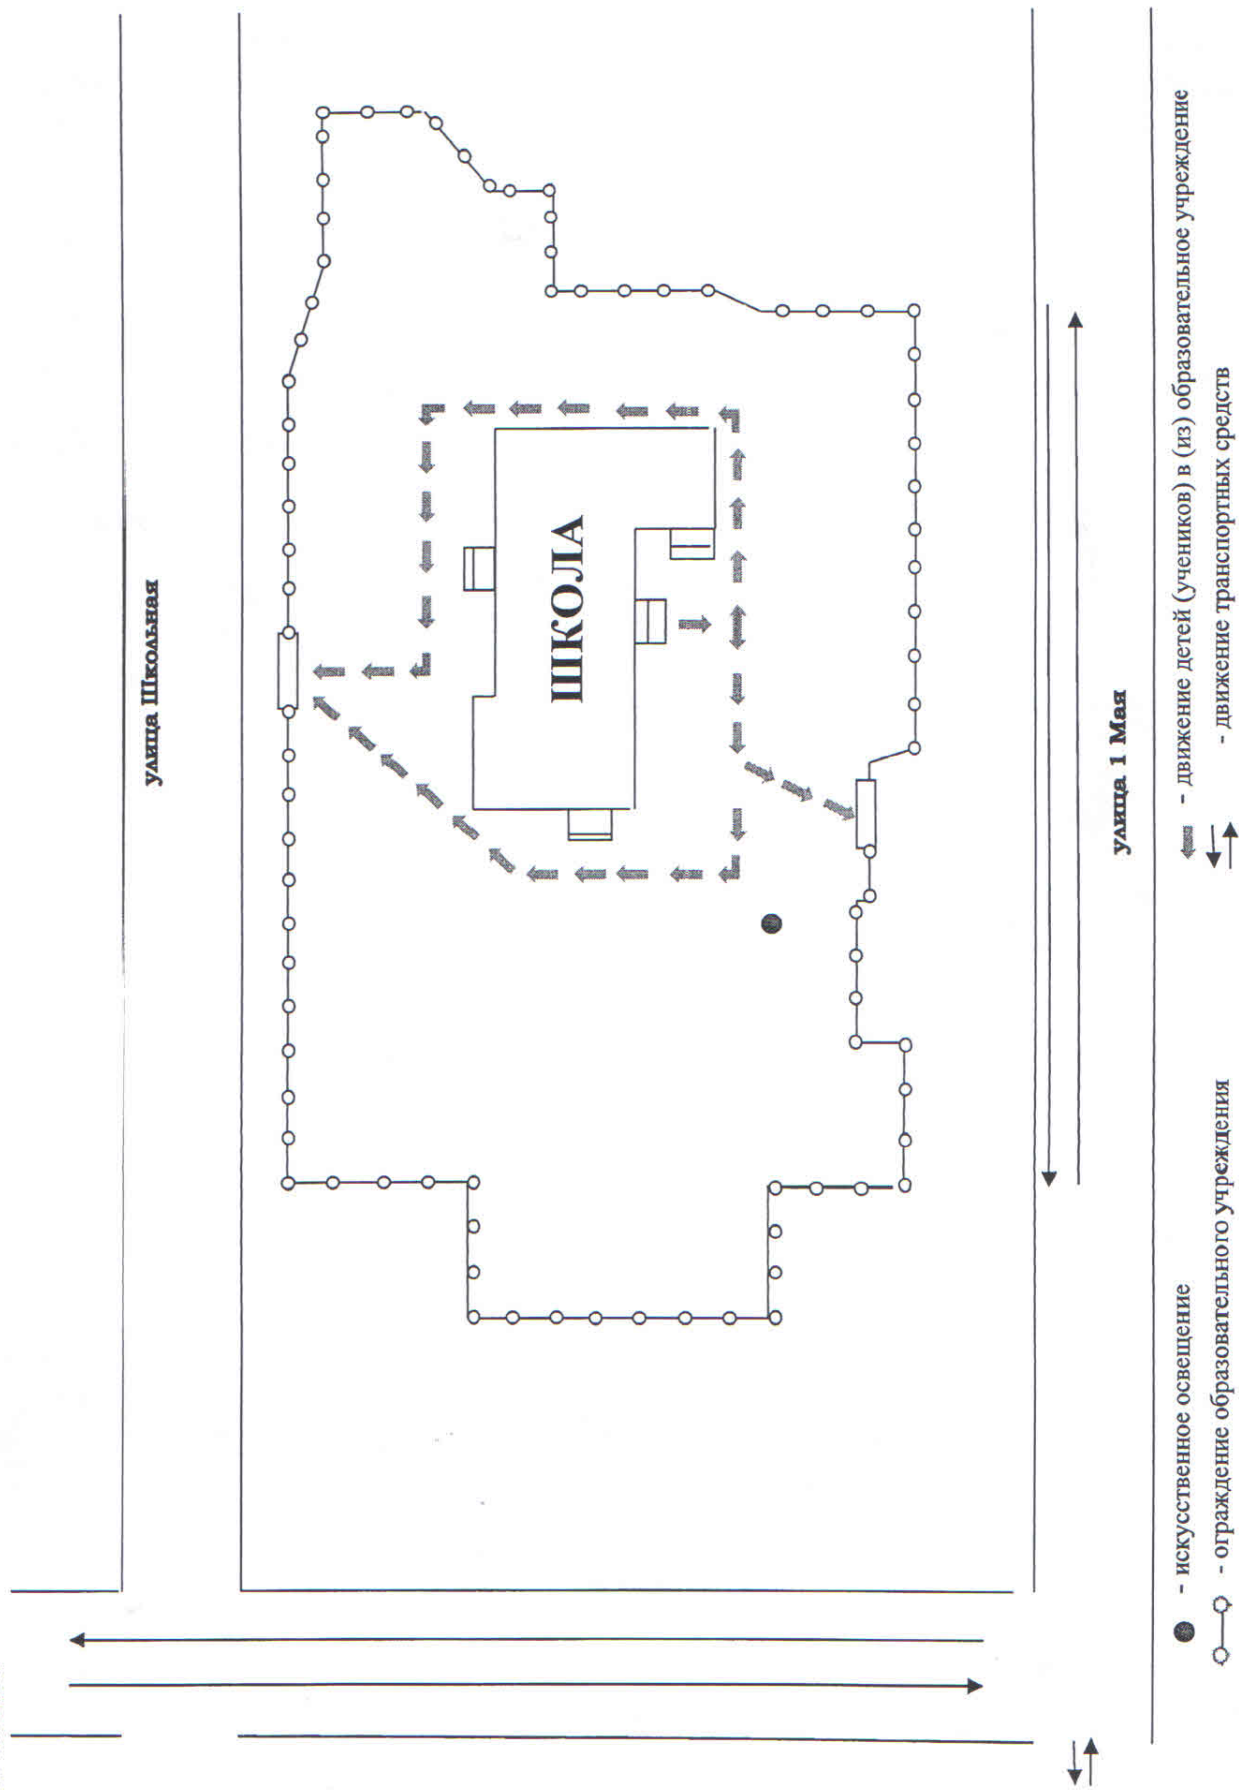 улица Школьная
ШКОЛА
улица 1 Мая
- искусственное освещение
- движение детей (учеников) в (из) образовательное учреждение
- ограждение образовательного учреждения
- движение транспортных средств